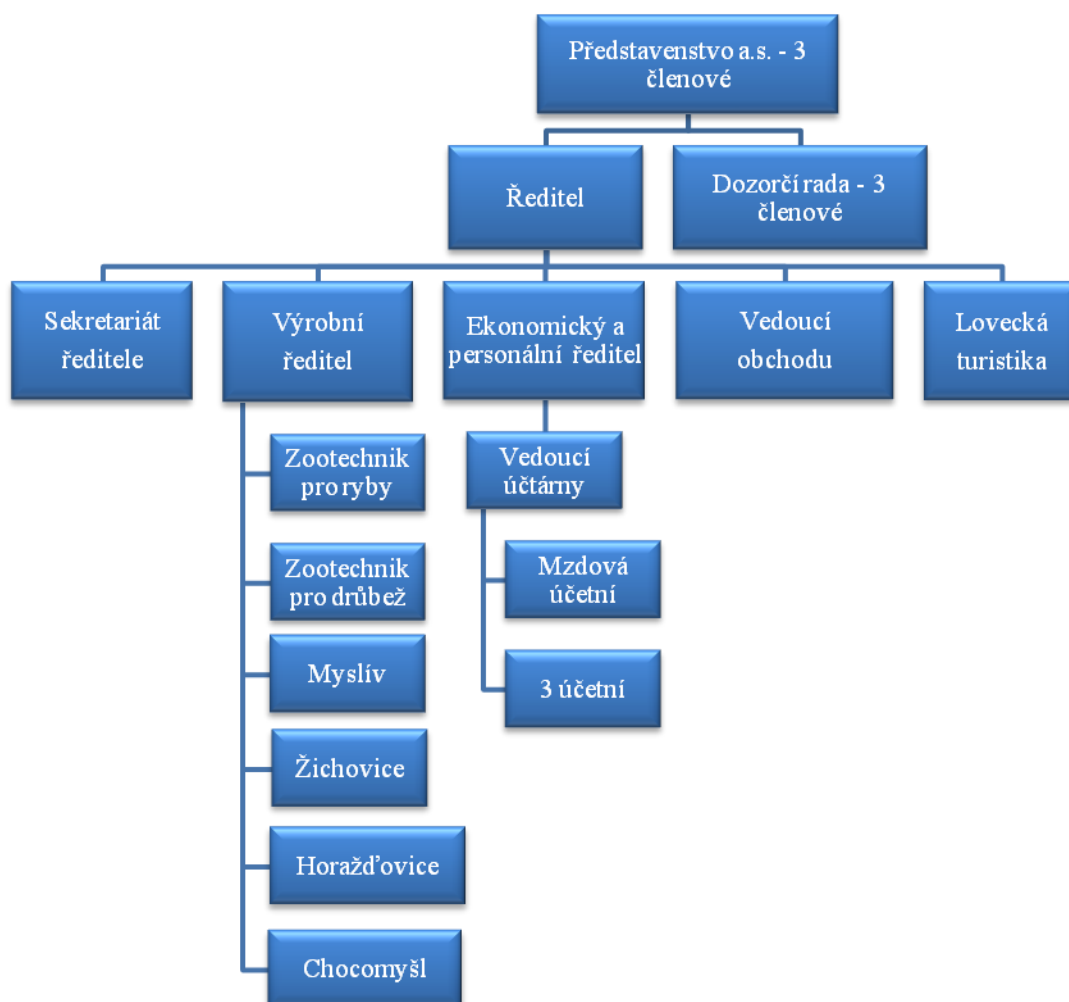 Představenstvo a.s. - 3
členové
Ředitel
Dozorčí rada - 3
členové
Sekretariát
ředitele
Výrobní
ředitel
Ekonomický a
personální ředitel
Vedoucí
obchodu
Lovecká
turistika
Zootechnik
pro ryby
Zootechnik
pro drůbež
Myslív
Žichovice
Horažďovice
Chocomyšl
Vedoucí
účtárny
Mzdová
účetní
3 účetní